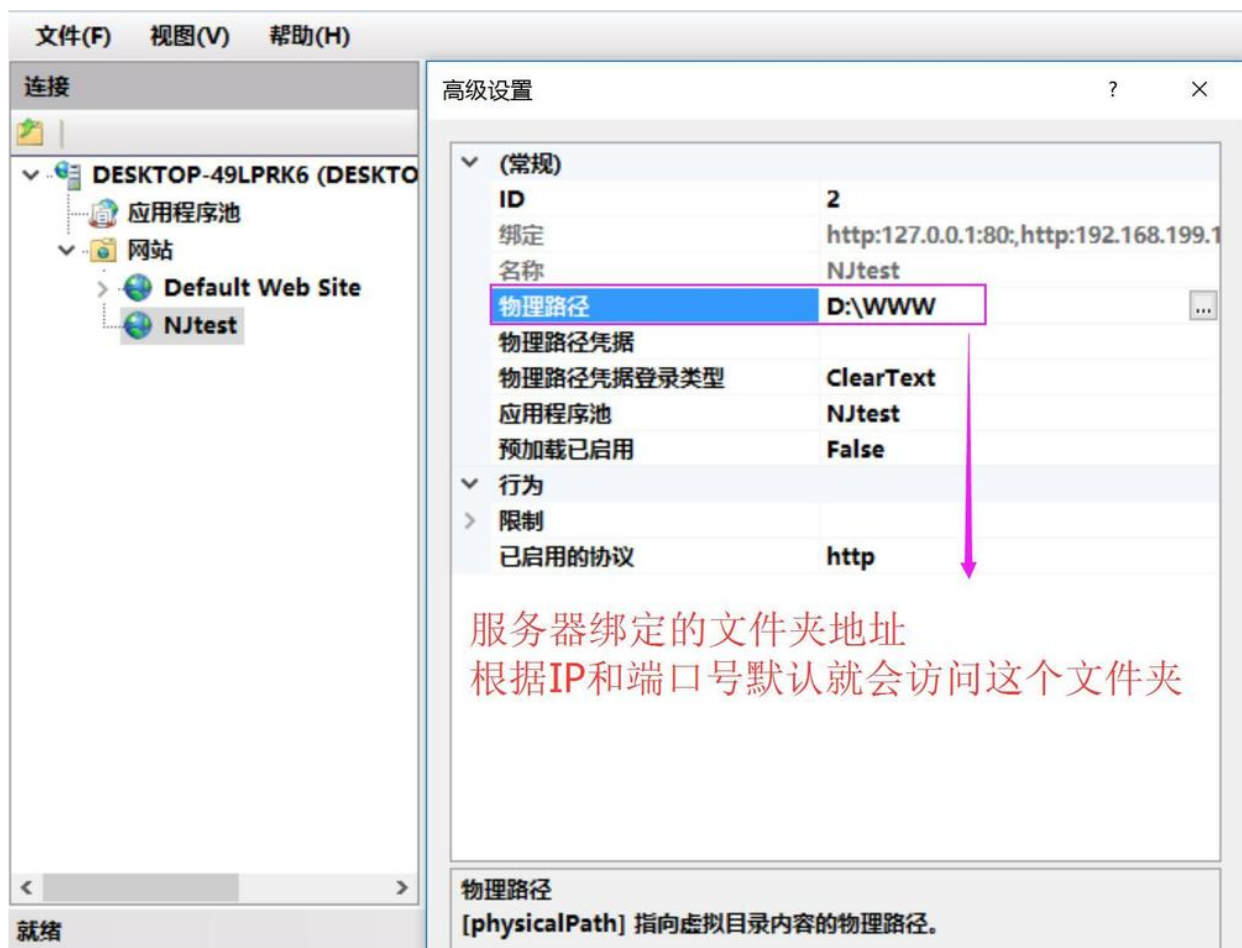 文件(F) 视图(V) 帮助(H)
连接
DESKTOP-49LPRK6 (DESKTO
应用程序池
网站
Default Web Site
NJtest
就绪
高级设置 ? ×
(常规)
ID 2
绑定 http:127.0.0.1:80:,http:192.168.199.1
名称 NJtest
物理路径 D:\WWW ...
物理路径凭据
物理路径凭据登录类型 ClearText
应用程序池 NJtest
预加载已启用 False
行为
限制
已启用的协议 http
服务器绑定的文件夹地址
根据IP和端口号默认就会访问这个文件夹
物理路径
[physicalPath] 指向虚拟目录内容的物理路径。